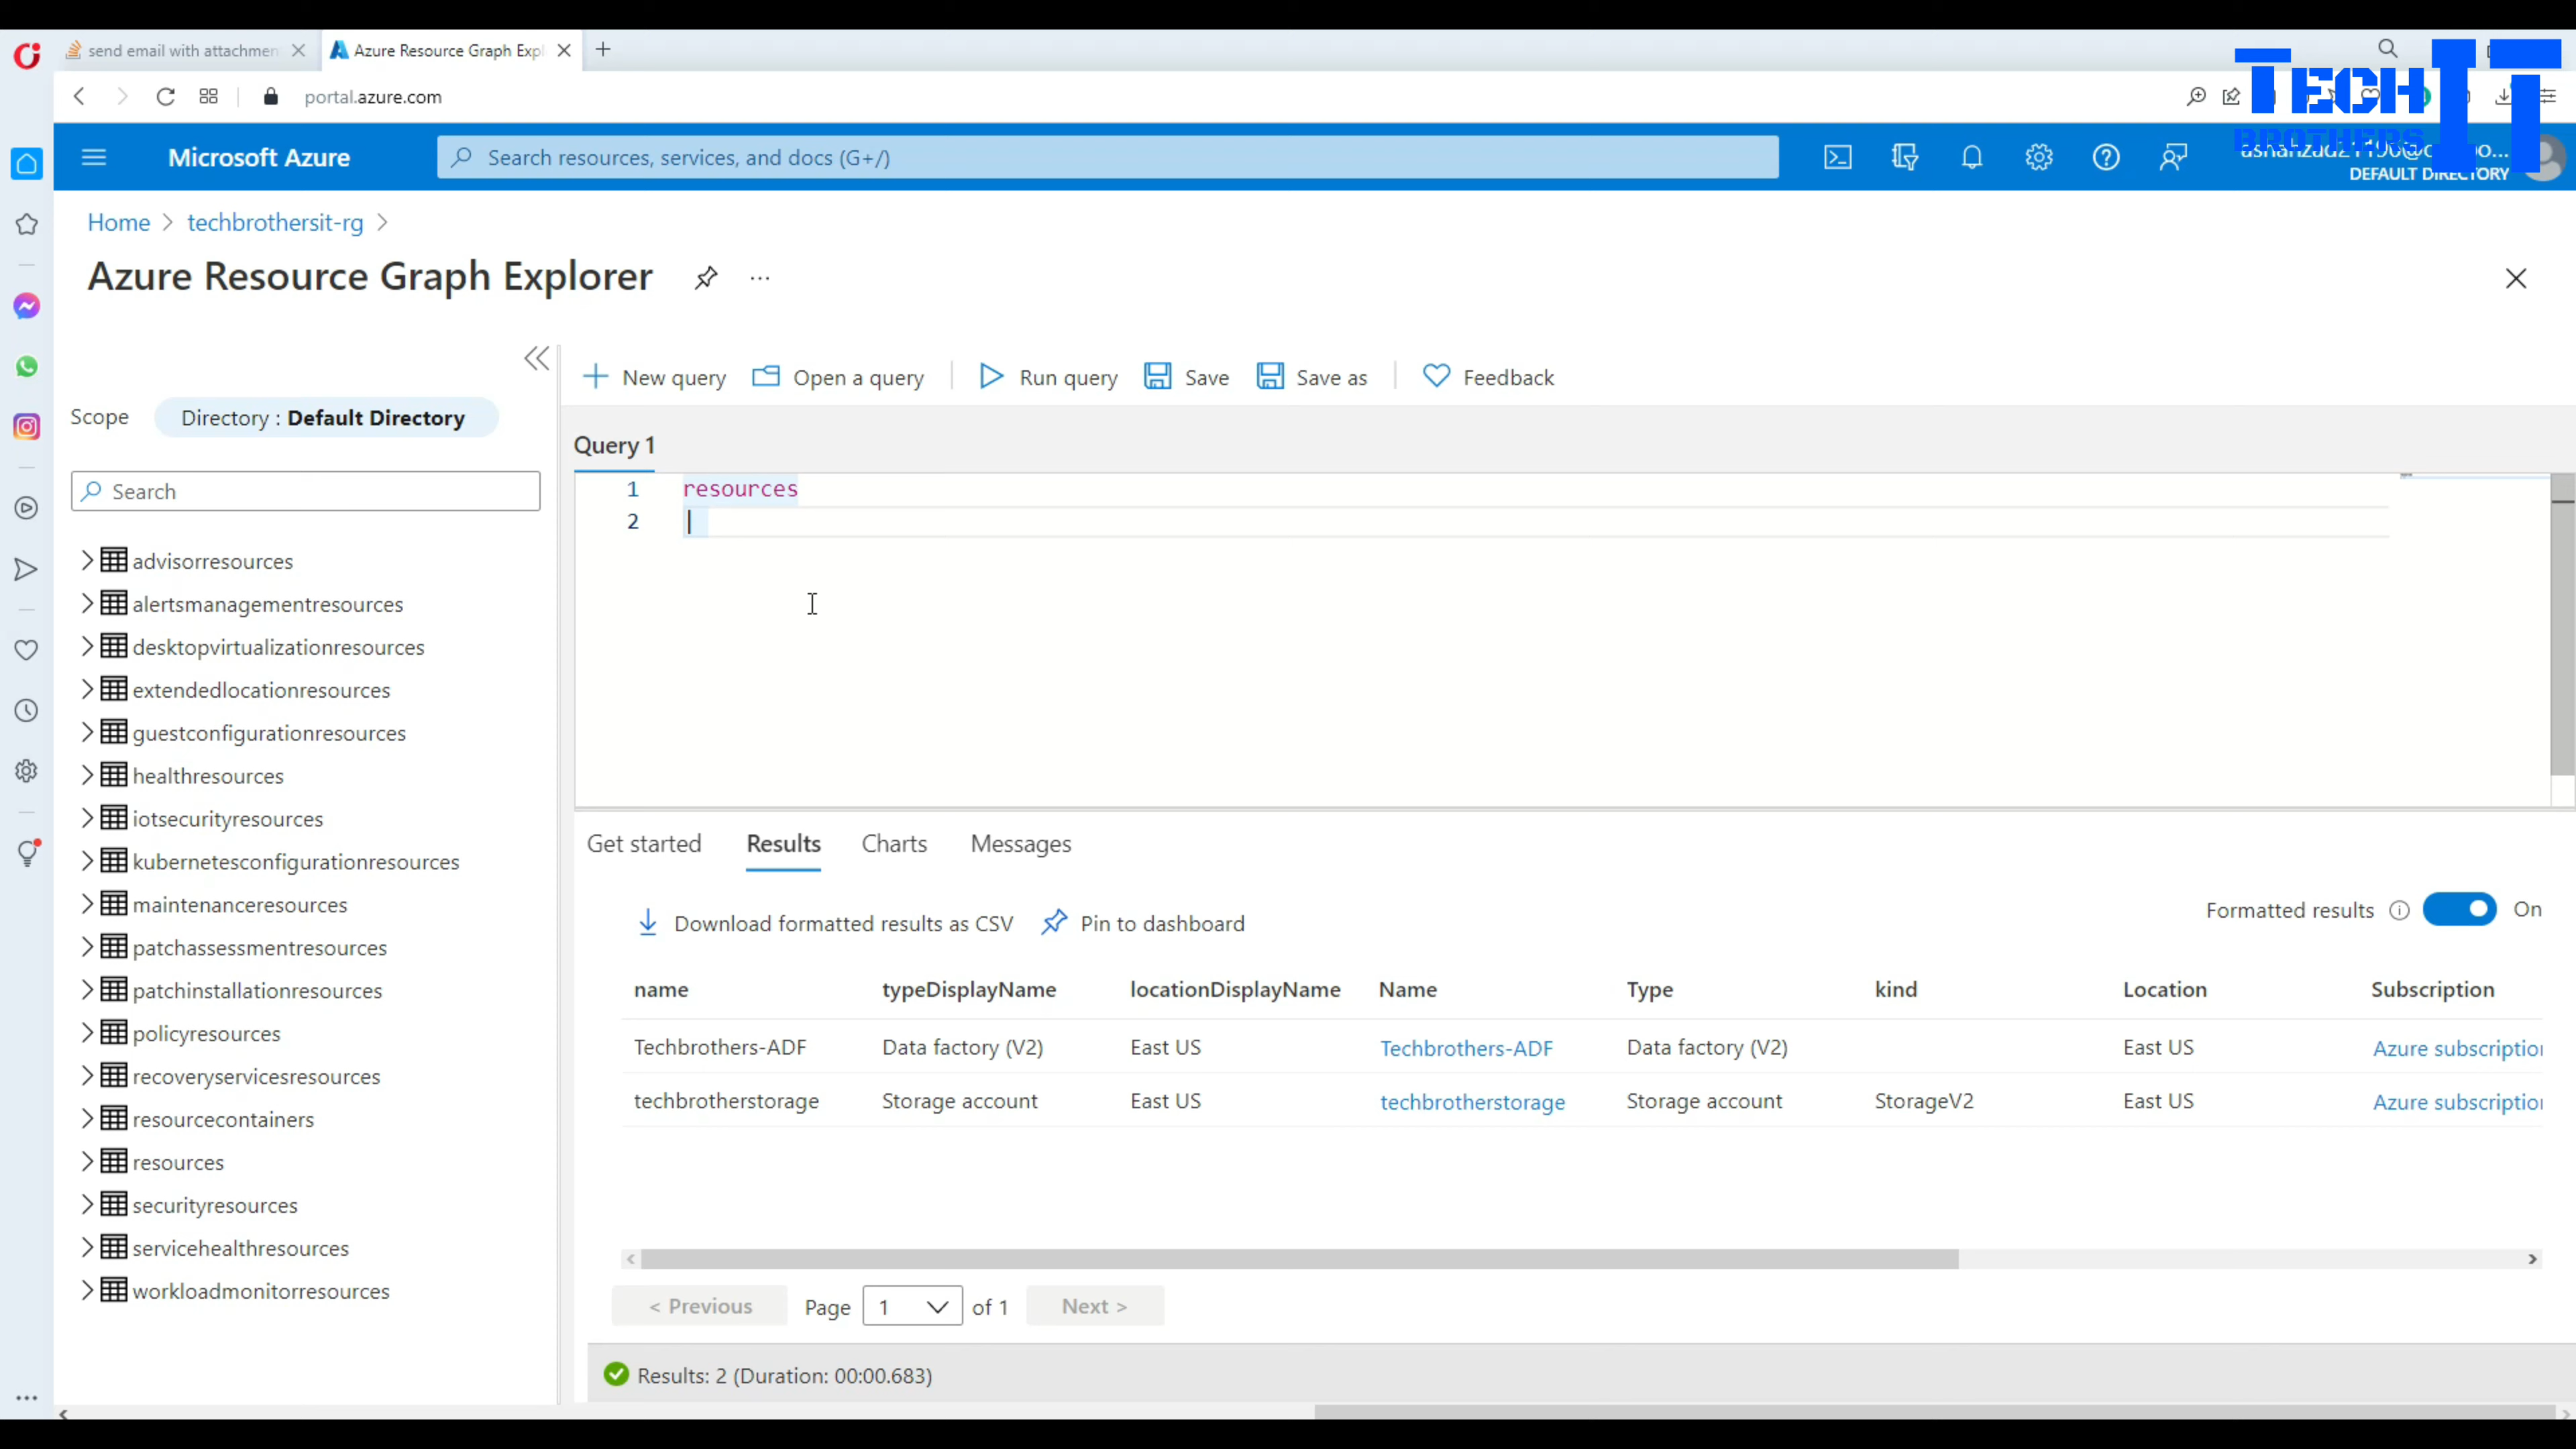 send email with attachmen
Azure Resource Graph Exp
portal.azure.com
TECH IT
BROTHERS
Microsoft Azure
Search resources, services, and docs (G+/)
DEFAULT DIRECTORY
Home > techbrothersit-rg >
Azure Resource Graph Explorer
New query
Open a query
Run query
Save
Save as
Feedback
Scope
Directory : Default Directory
Search
advisorresources
alertsmanagementresources
desktopvirtualizationresources
extendedlocationresources
guestconfigurationresources
healthresources
iotsecurityresources
kubernetesconfigurationresources
maintenanceresources
patchassessmentresources
patchinstallationresources
policyresources
recoveryservicesresources
resourcecontainers
resources
securityresources
servicehealthresources
workloadmonitorresources
Query 1
1 resources
2
Get started Results Charts Messages
Download formatted results as CSV
Pin to dashboard
Formatted results On
name typeDisplayName locationDisplayName Name Type kind Location Subscription
Techbrothers-ADF Data factory (V2) East US Techbrothers-ADF Data factory (V2) East US Azure subscription
techbrotherstorage Storage account East US techbrotherstorage Storage account StorageV2 East US Azure subscription
< Previous Page 1 of 1 Next >
Results: 2 (Duration: 00:00.683)